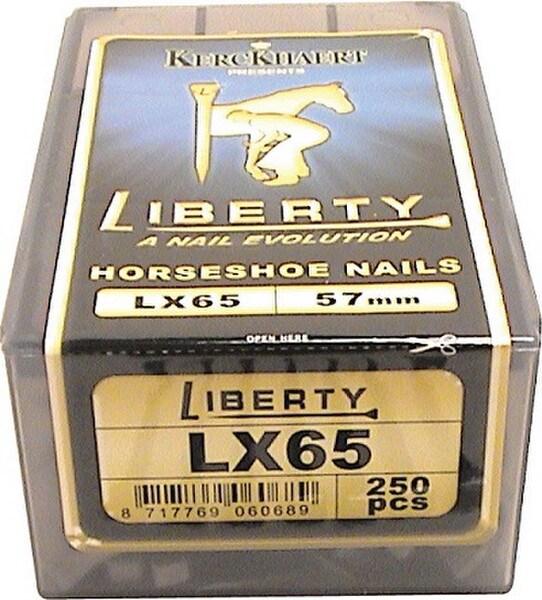 KERCKHAERT
PRESENTS
L
LIBERTY
A NAIL EVOLUTION
HORSESHOE NAILS
LX65 57mm
OPEN HERE
LIBERTY
LX65
250
pcs
8 717769 060689